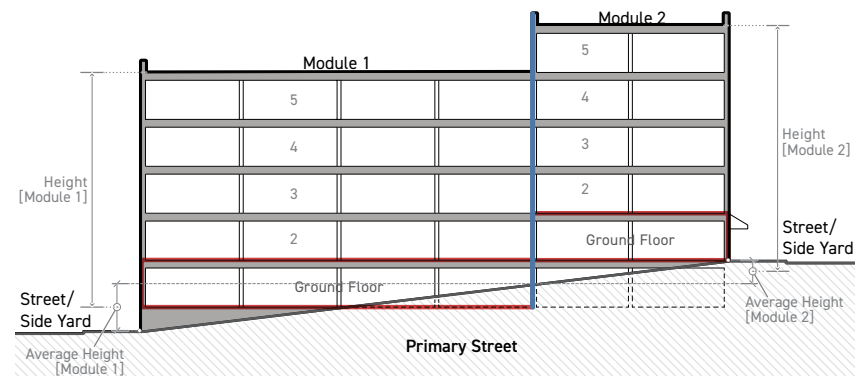 Module 2
Module 1
5
5
4
4
3
3
2
2
Height
[Module 1]
Height
[Module 2]
Ground Floor
Ground Floor
Street/
Side Yard
Street/
Side Yard
Average Height
[Module 1]
Average Height
[Module 2]
Primary Street